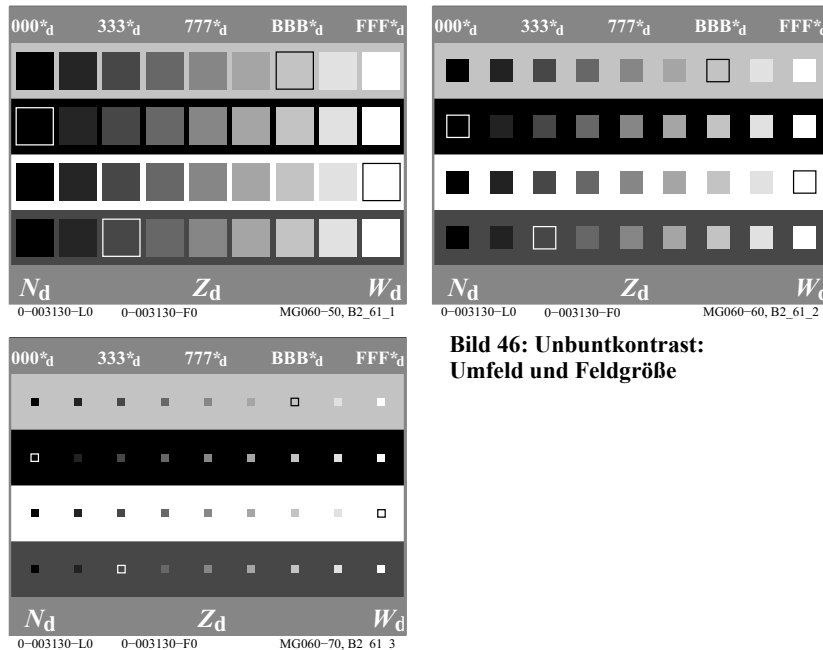 000*d 333*d 777*d BBB*d FFF*d
Nd Zd Wd
0−003130−L0 0−003130−F0 MG060−50, B2_61_1
000*d 333*d 777*d BBB*d FFF*d
Nd Zd Wd
0−003130−L0 0−003130−F0 MG060−60, B2_61_2
Bild 46: Unbuntkontrast:
Umfeld und Feldgröße
000*d 333*d 777*d BBB*d FFF*d
Nd Zd Wd
0−003130−L0 0−003130−F0 MG060−70, B2_61_3